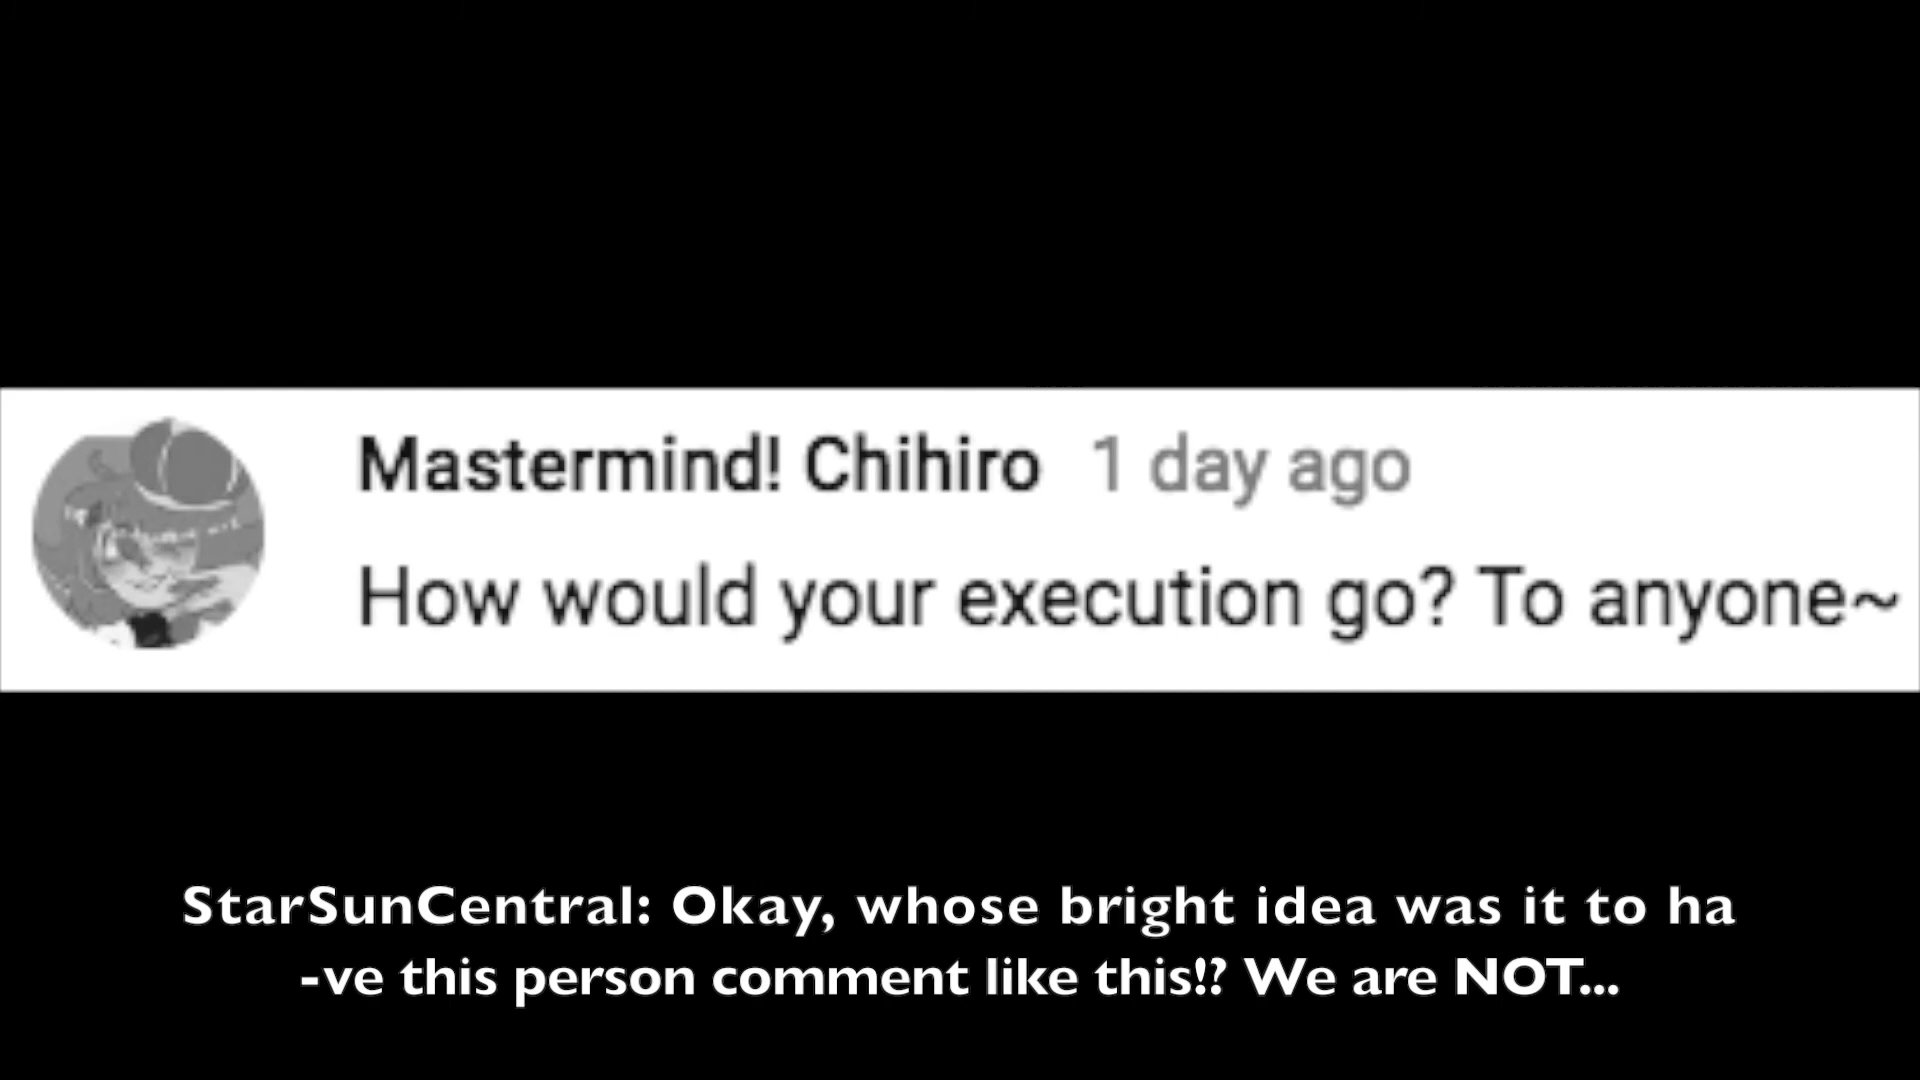 Mastermind! Chihiro 1 day ago
How would your execution go? To anyone~
StarSunCentral: Okay, whose bright idea was it to ha
-ve this person comment like this!? We are NOT...